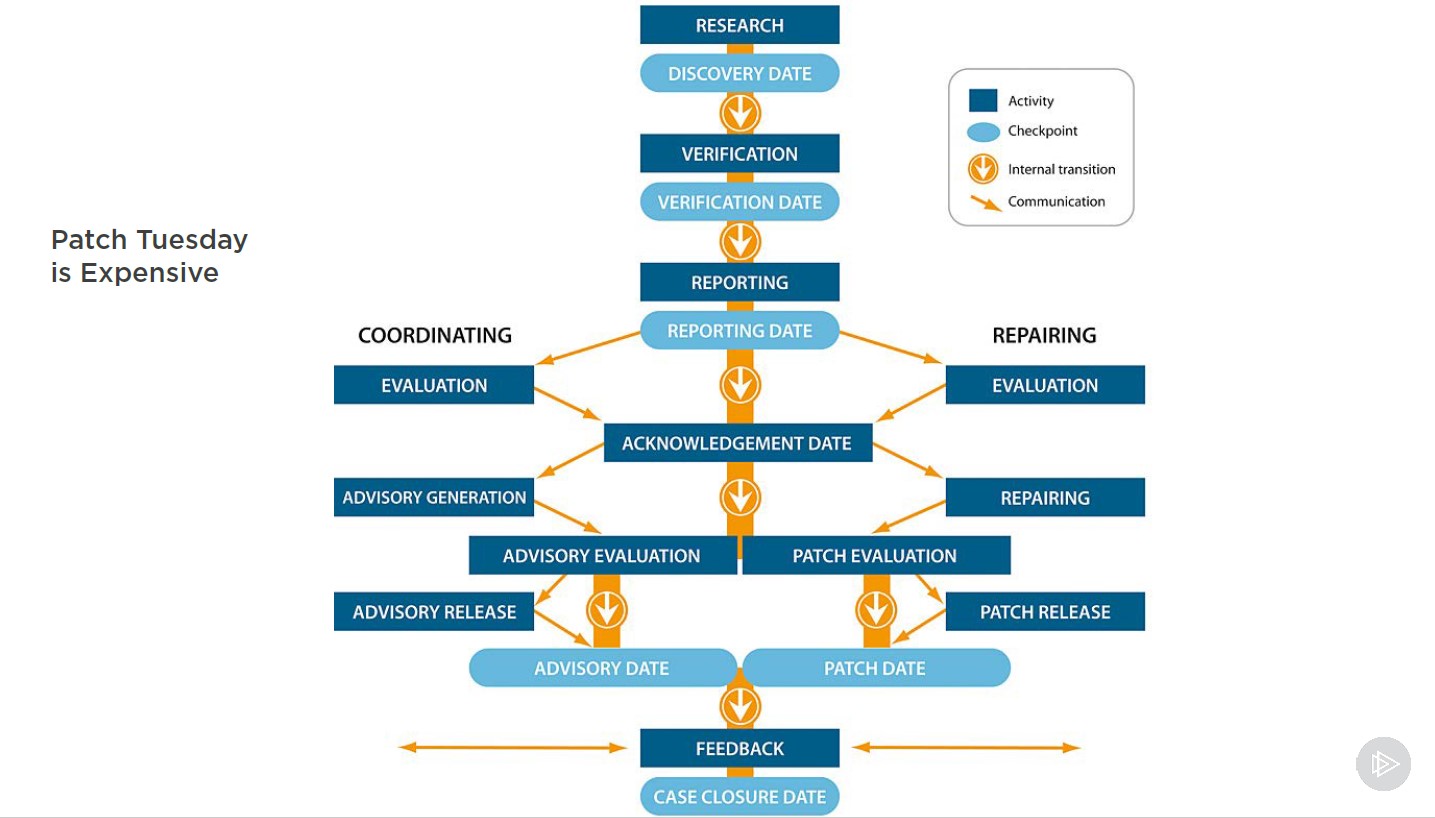 RESEARCH
DISCOVERY DATE
Activity
Checkpoint
VERIFICATION
Internal transition
VERIFICATION DATE
Communication
Patch Tuesday
is Expensive
REPORTING
REPORTING DATE
COORDINATING
REPAIRING
EVALUATION
EVALUATION
ACKNOWLEDGEMENT DATE
ADVISORY GENERATION
REPAIRING
ADVISORY EVALUATION
PATCH EVALUATION
ADVISORY RELEASE
PATCH RELEASE
ADVISORY DATE
PATCH DATE
FEEDBACK
CASE CLOSURE DATE